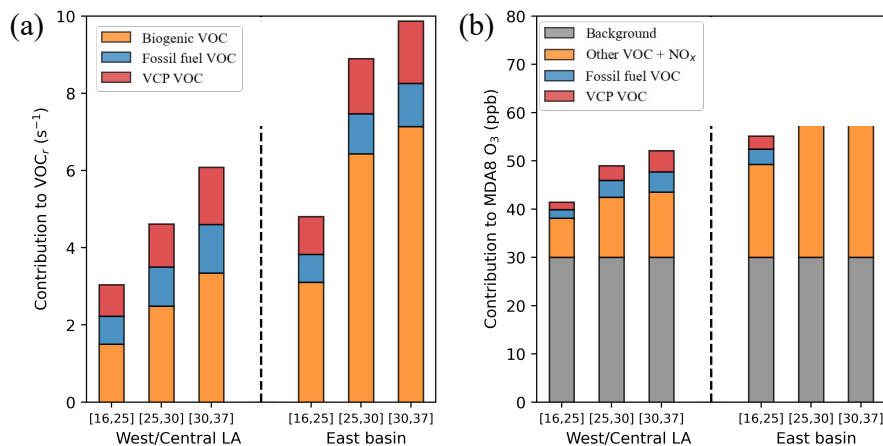 (a)
Contribution to VOCr (s⁻¹)
10
8
6
4
2
0
Biogenic VOC
Fossil fuel VOC
VCP VOC
[16,25] [25,30] [30,37] [16,25] [25,30] [30,37]
West/Central LA East basin
(b)
Contribution to MDA8 O₃ (ppb)
80
70
60
50
40
30
20
10
0
Background
Other VOC + NOₓ
Fossil fuel VOC
VCP VOC
[16,25] [25,30] [30,37] [16,25] [25,30] [30,37]
West/Central LA East basin